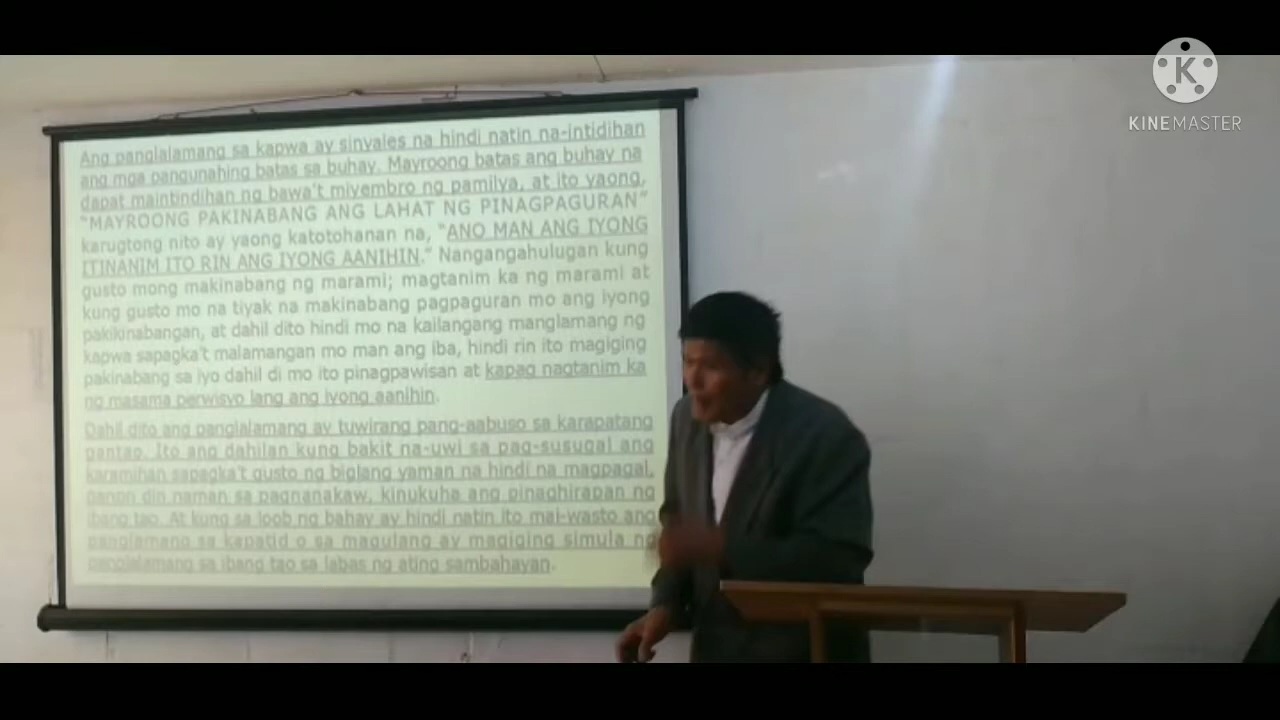 Ang panglalamang sa kapwa ay sinyales na hindi natin na-intidihan
ang mga pangunahing batas sa buhay. Mayroong batas ang buhay na
dapat maintindihan ng bawa't miyembro ng pamilya, at ito yaong,
"MAYROONG PAKINABANG ANG LAHAT NG PINAGPAGURAN"
karugtong nito ay yaong katotohanan na, "ANO MAN ANG IYONG
ITINANIM ITO RIN ANG IYONG AANIHIN." Nangangahulugan kung
gusto mong makinabang ng marami; magtanim ka ng marami at
kung gusto mo na tiyak na makinabang pagpaguran mo ang iyong
pakikinabangan, at dahil dito hindi mo na kailangang manglamang ng
kapwa sapagka't malamangan mo man ang iba, hindi rin ito magiging
pakinabang sa iyo dahil di mo ito pinagpawisan at kapag nagtanim ka
ng masama perwisyo lang ang iyong aanihin.
Dahil dito ang panglalamang ay tuwirang pang-aabuso sa karapatang
pantao. Ito ang dahilan kung bakit na-uwi sa pag-susugal ang
karamihan sapagka't gusto ng biglang yaman na hindi na magpagal,
ganon din naman sa pagnanakaw, kinukuha ang pinaghirapan ng
ibang tao. At kung sa loob ng bahay ay hindi natin ito mai-wasto ang
panglamang sa kapatid o sa magulang ay magiging simula ng
panglalamang sa ibang tao sa labas ng ating sambahayan.
KINEMASTER